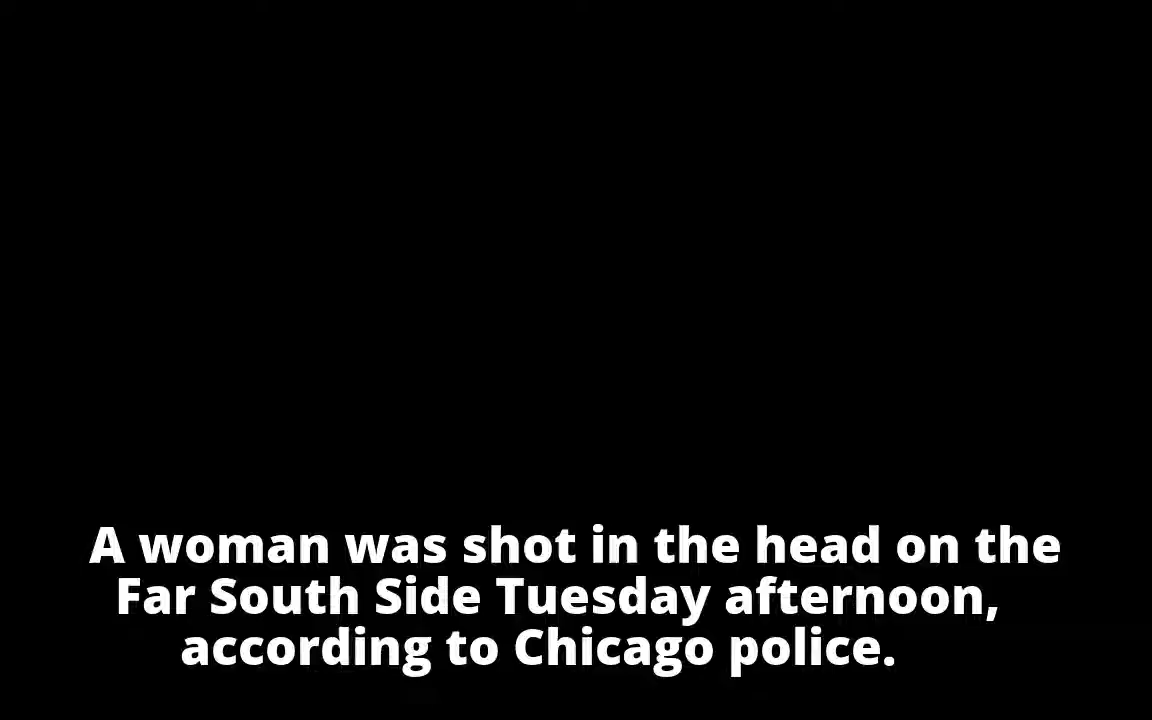 A woman was shot in the head on the
Far South Side Tuesday afternoon,
according to Chicago police.